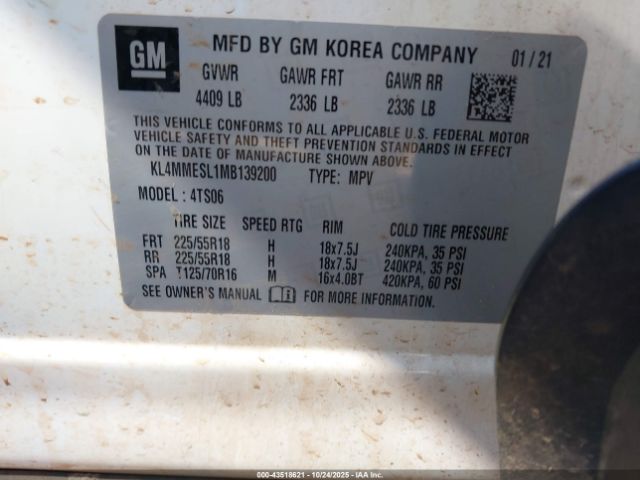 GM
MFD BY GM KOREA COMPANY 01/21
GVWR GAWR FRT GAWR RR
4409 LB 2336 LB 2336 LB
THIS VEHICLE CONFORMS TO ALL APPLICABLE U.S. FEDERAL MOTOR
VEHICLE SAFETY AND THEFT PREVENTION STANDARDS IN EFFECT
ON THE DATE OF MANUFACTURE SHOWN ABOVE.
KL4MMESL1MB139200 TYPE: MPV
MODEL : 4TS06
TIRE SIZE SPEED RTG RIM COLD TIRE PRESSURE
FRT 225/55R18 H 18x7.5J 240KPA, 35 PSI
RR 225/55R18 H 18x7.5J 240KPA, 35 PSI
SPA T125/70R16 M 16x4.0BT 420KPA, 60 PSI
SEE OWNER'S MANUAL FOR MORE INFORMATION.
000-43518621 - 10/24/2025 - IAAI.COM